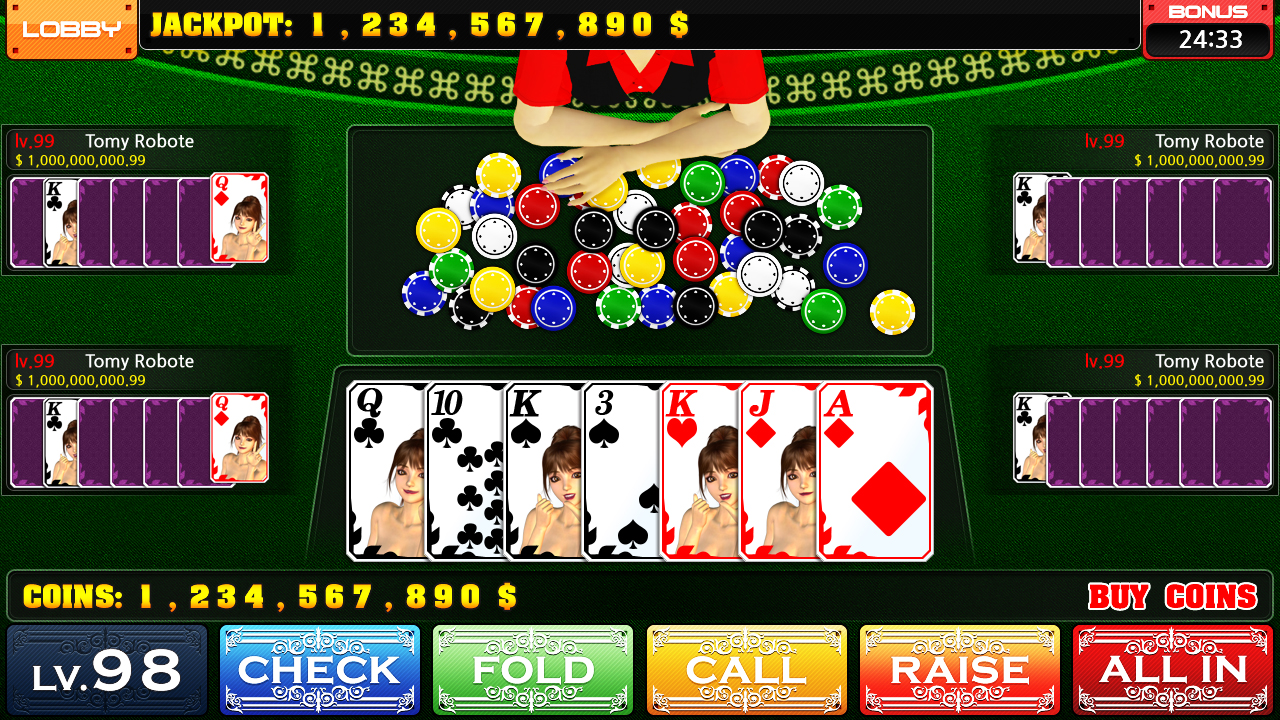 LOBBY
JACKPOT: 1,234,567,890 $
BONUS
24:33
lv.99 Tomy Robote
$ 1,000,000,000.99
K
Q
lv.99 Tomy Robote
$ 1,000,000,000.99
K
lv.99 Tomy Robote
$ 1,000,000,000.99
K
Q
lv.99 Tomy Robote
$ 1,000,000,000.99
K
Q 10 K 3 K J A
COINS: 1,234,567,890 $
BUY COINS
LV.98
CHECK
FOLD
CALL
RAISE
ALL IN